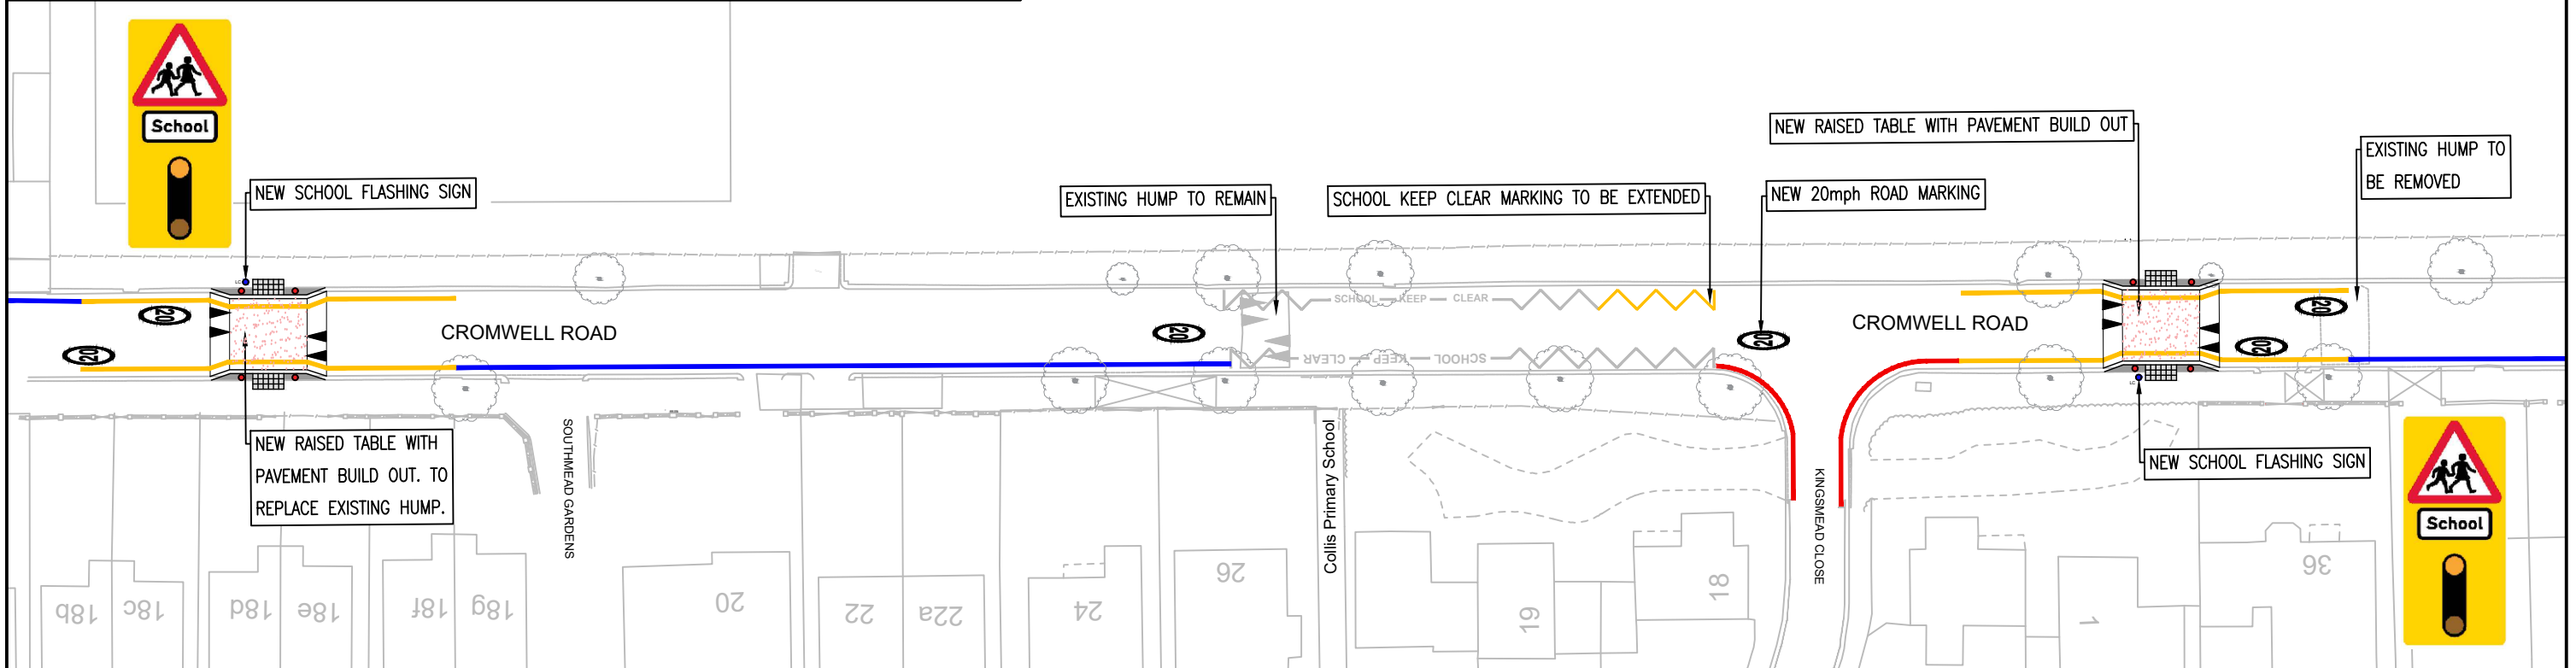 School
NEW SCHOOL FLASHING SIGN
EXISTING HUMP TO REMAIN
SCHOOL KEEP CLEAR MARKING TO BE EXTENDED
NEW RAISED TABLE WITH PAVEMENT BUILD OUT
NEW 20mph ROAD MARKING
EXISTING HUMP TO
BE REMOVED
SCHOOL KEEP CLEAR
20
20
CROMWELL ROAD
20
20
CROMWELL ROAD
20
20
SCHOOL KEEP CLEAR
NEW RAISED TABLE WITH
PAVEMENT BUILD OUT. TO
REPLACE EXISTING HUMP.
SOUTHMEAD GARDENS
Collis Primary School
KINGSMEAD CLOSE
NEW SCHOOL FLASHING SIGN
School
18b
18c
18d
18e
18f
18g
20
22
22a
24
26
19
18
1
36